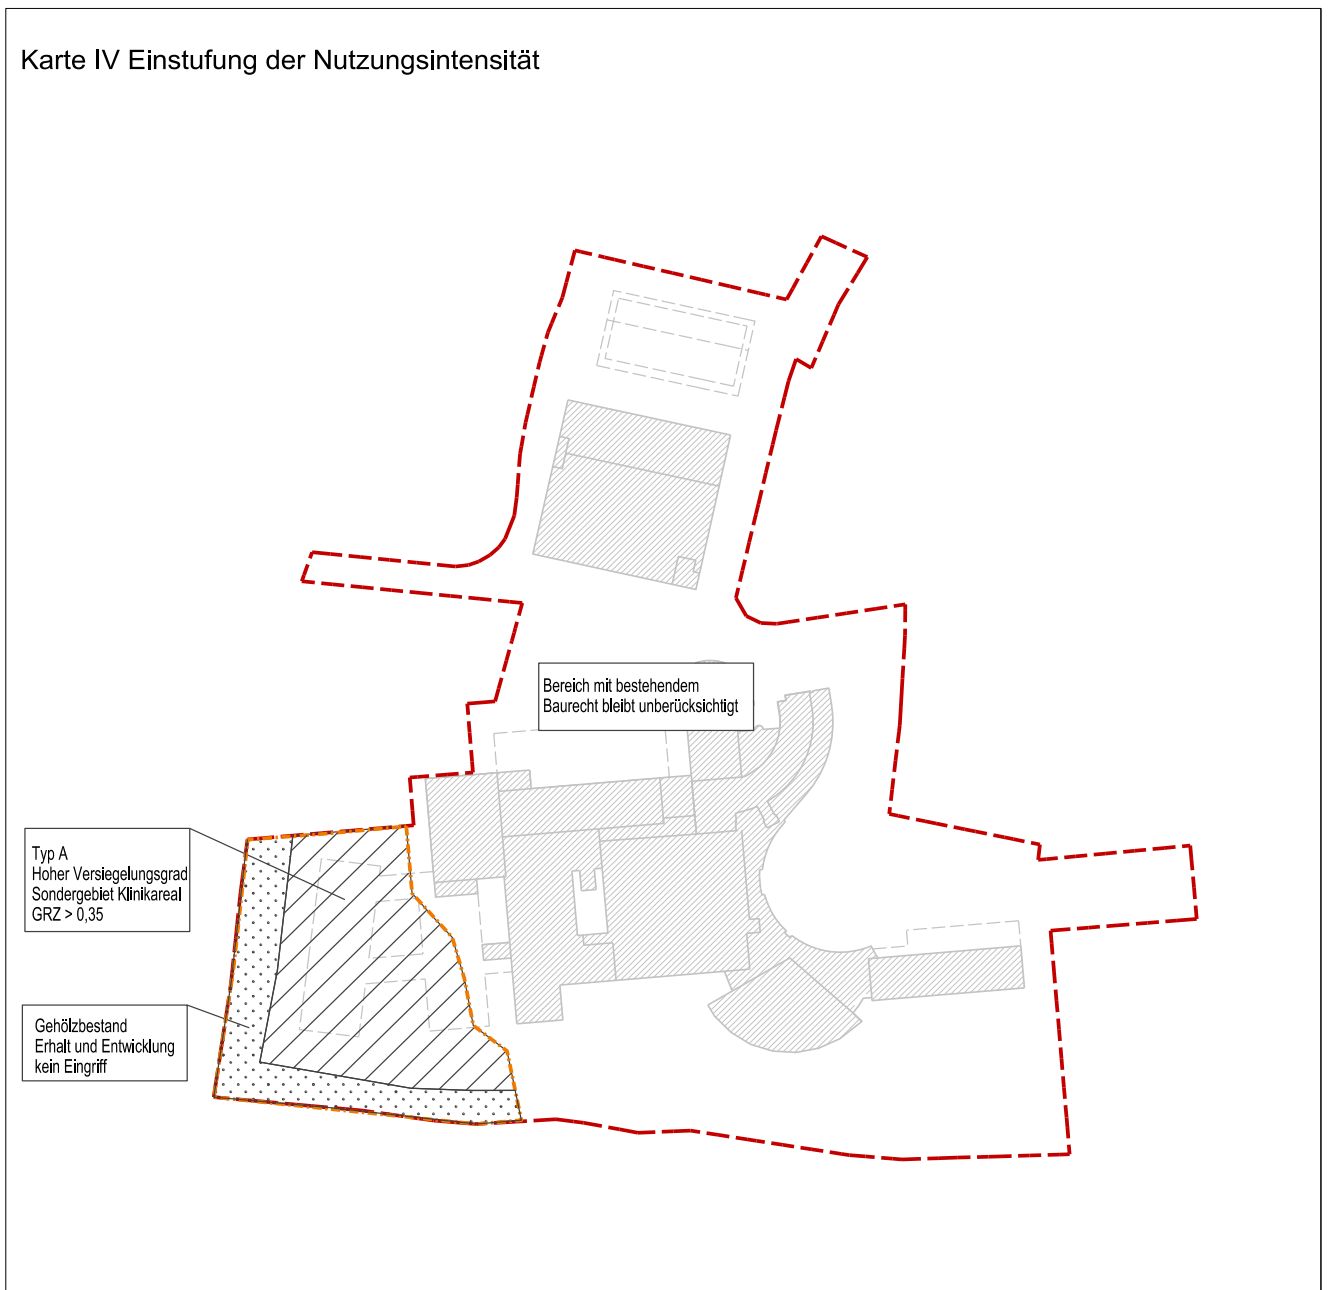 Karte IV Einstufung der Nutzungsintensität
Bereich mit bestehendem
Baurecht bleibt unberücksichtigt
Typ A
Hoher Versiegelungsgrad
Sondergebiet Klinikareal
GRZ > 0,35
Gehölzbestand
Erhalt und Entwicklung
kein Eingriff